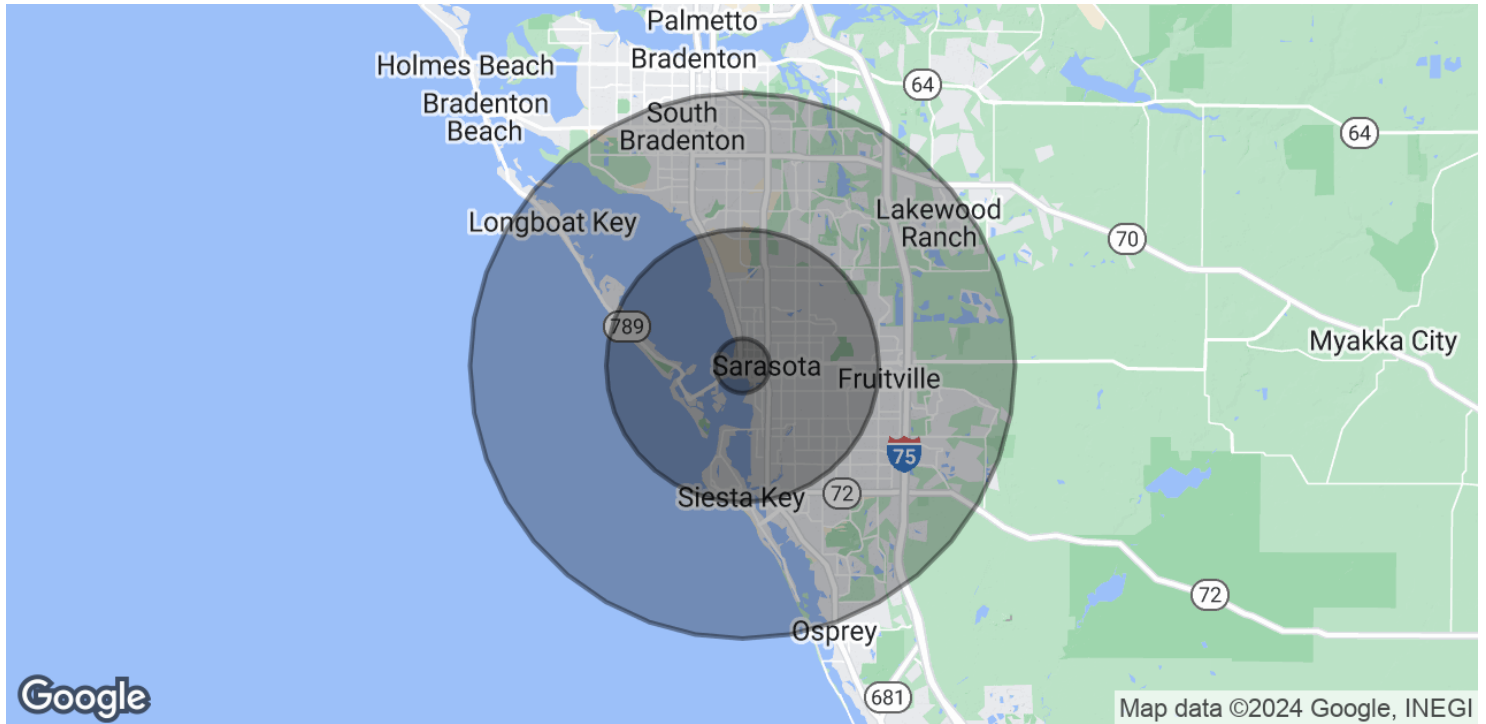 Palmetto
Holmes Beach
Bradenton
64
Bradenton
Beach
South
Bradenton
64
Longboat Key
Lakewood
Ranch
70
789
Myakka City
Sarasota
Fruitville
75
Siesta Key
72
72
Osprey
681
Google
Map data ©2024 Google, INEGI